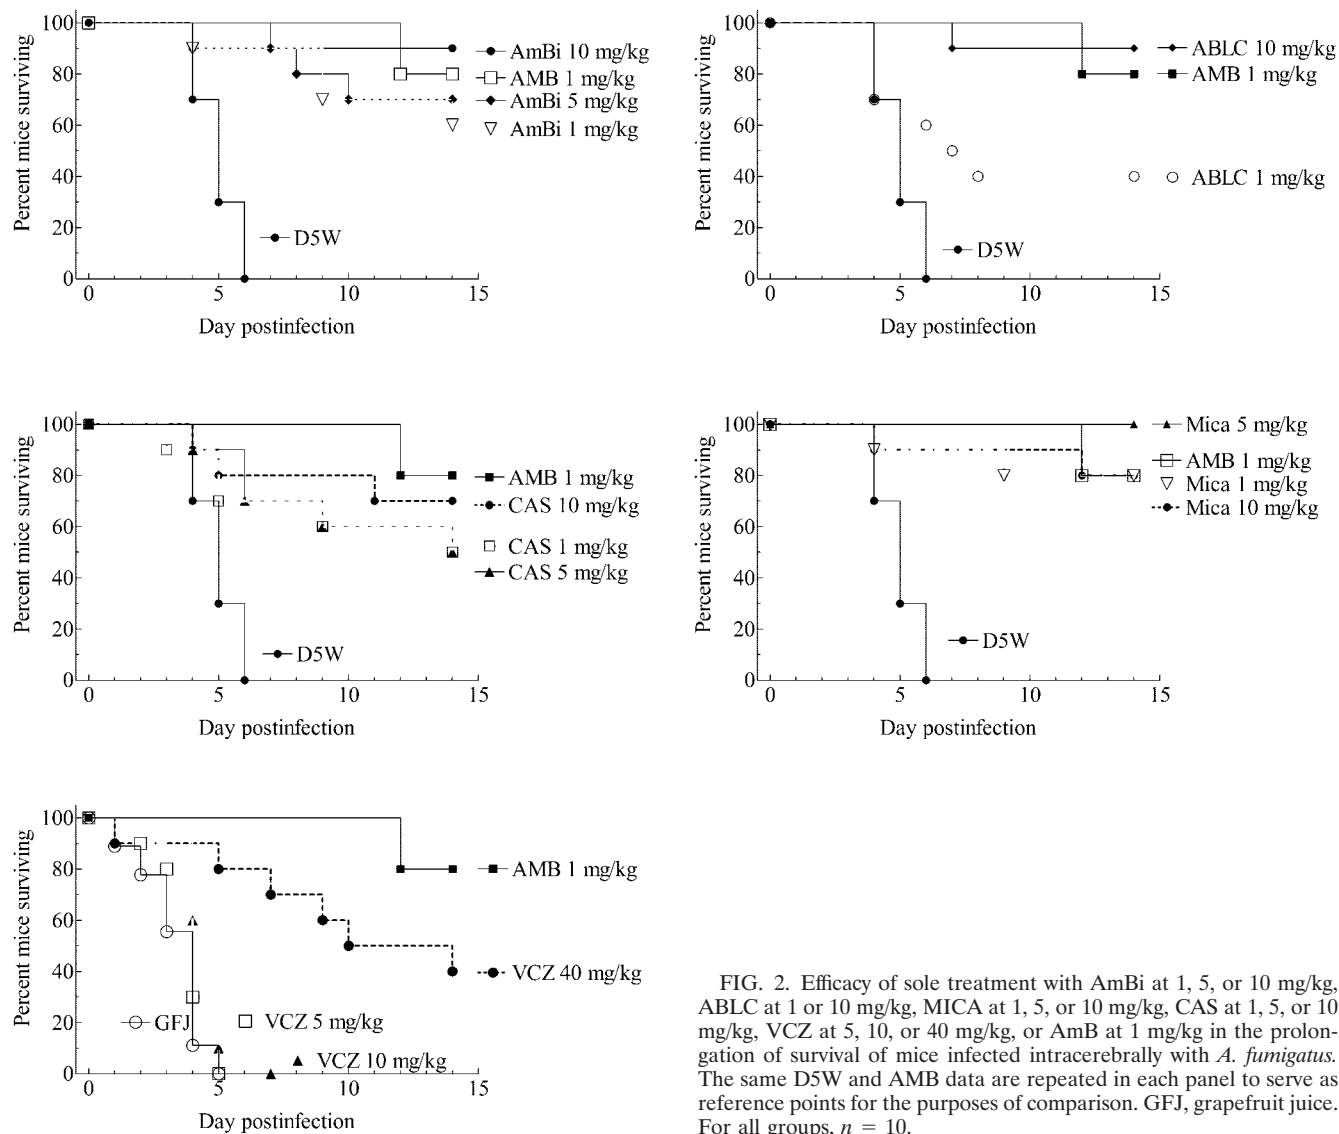 Percent mice surviving
100
80
60
40
20
0
0
5
10
15
Day postinfection
AmBi 10 mg/kg
AMB 1 mg/kg
AmBi 5 mg/kg
AmBi 1 mg/kg
D5W
Percent mice surviving
100
80
60
40
20
0
0
5
10
15
Day postinfection
ABLC 10 mg/kg
AMB 1 mg/kg
ABLC 1 mg/kg
D5W
Percent mice surviving
100
80
60
40
20
0
0
5
10
15
Day postinfection
AMB 1 mg/kg
CAS 10 mg/kg
CAS 1 mg/kg
CAS 5 mg/kg
D5W
Percent mice surviving
100
80
60
40
20
0
0
5
10
15
Day postinfection
Mica 5 mg/kg
AMB 1 mg/kg
Mica 1 mg/kg
Mica 10 mg/kg
D5W
Percent mice surviving
100
80
60
40
20
0
0
5
10
15
Day postinfection
AMB 1 mg/kg
VCZ 40 mg/kg
GFJ
VCZ 5 mg/kg
VCZ 10 mg/kg
FIG. 2. Efficacy of sole treatment with AmBi at 1, 5, or 10 mg/kg,
ABLC at 1 or 10 mg/kg, MICA at 1, 5, or 10 mg/kg, CAS at 1, 5, or 10
mg/kg, VCZ at 5, 10, or 40 mg/kg, or AmB at 1 mg/kg in the prolon-
gation of survival of mice infected intracerebrally with A. fumigatus.
The same D5W and AMB data are repeated in each panel to serve as
reference points for the purposes of comparison. GFJ, grapefruit juice.
For all groups, n = 10.